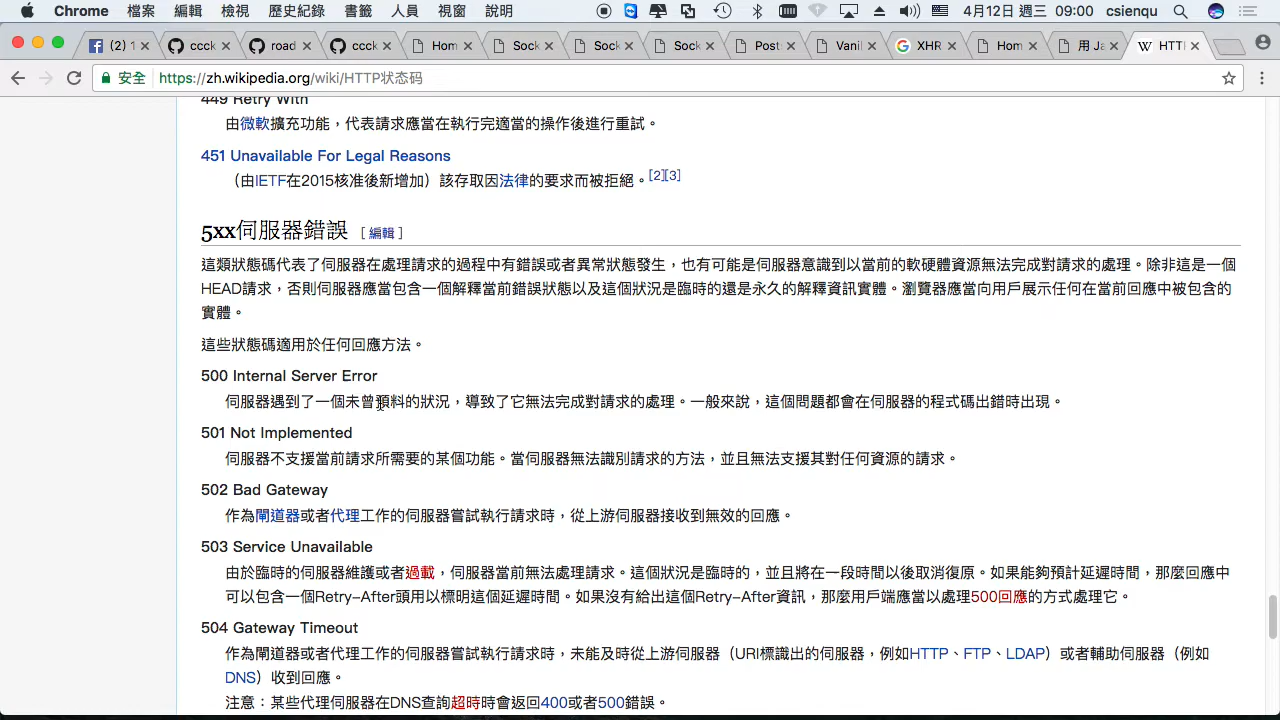 Chrome 檔案 編輯 檢視 歷史紀錄 書籤 人員 視窗 說明 4月12日 週三 09:00 csienqu
(2) 1 ccck road ccck Hom Sock Sock Sock Post Vanil XHR Hom 用 Ja HTTP
安全 https://zh.wikipedia.org/wiki/HTTP状态码
449 Retry With
由微軟擴充功能，代表請求應當在執行完適當的操作後進行重試。
451 Unavailable For Legal Reasons
（由IETF在2015核准後新增加）該存取因法律的要求而被拒絕。[2][3]
5xx伺服器錯誤 [編輯]
這類狀態碼代表了伺服器在處理請求的過程中有錯誤或者異常狀態發生，也有可能是伺服器意識到以當前的軟硬體資源無法完成對請求的處理。除非這是一個
HEAD請求，否則伺服器應當包含一個解釋當前錯誤狀態以及這個狀況是臨時的還是永久的解釋資訊實體。瀏覽器應當向用戶展示任何在當前回應中被包含的
實體。
這些狀態碼適用於任何回應方法。
500 Internal Server Error
伺服器遇到了一個未曾預料的狀況，導致了它無法完成對請求的處理。一般來說，這個問題都會在伺服器的程式碼出錯時出現。
501 Not Implemented
伺服器不支援當前請求所需要的某個功能。當伺服器無法識別請求的方法，並且無法支援其對任何資源的請求。
502 Bad Gateway
作為閘道器或者代理工作的伺服器嘗試執行請求時，從上游伺服器接收到無效的回應。
503 Service Unavailable
由於臨時的伺服器維護或者過載，伺服器當前無法處理請求。這個狀況是臨時的，並且將在一段時間以後取消復原。如果能夠預計延遲時間，那麼回應中
可以包含一個Retry-After頭用以標明這個延遲時間。如果沒有給出這個Retry-After資訊，那麼用戶端應當以處理500回應的方式處理它。
504 Gateway Timeout
作為閘道器或者代理工作的伺服器嘗試執行請求時，未能及時從上游伺服器（URI標識出的伺服器，例如HTTP、FTP、LDAP）或者輔助伺服器（例如
DNS）收到回應。
注意：某些代理伺服器在DNS查詢超時時會返回400或者500錯誤。